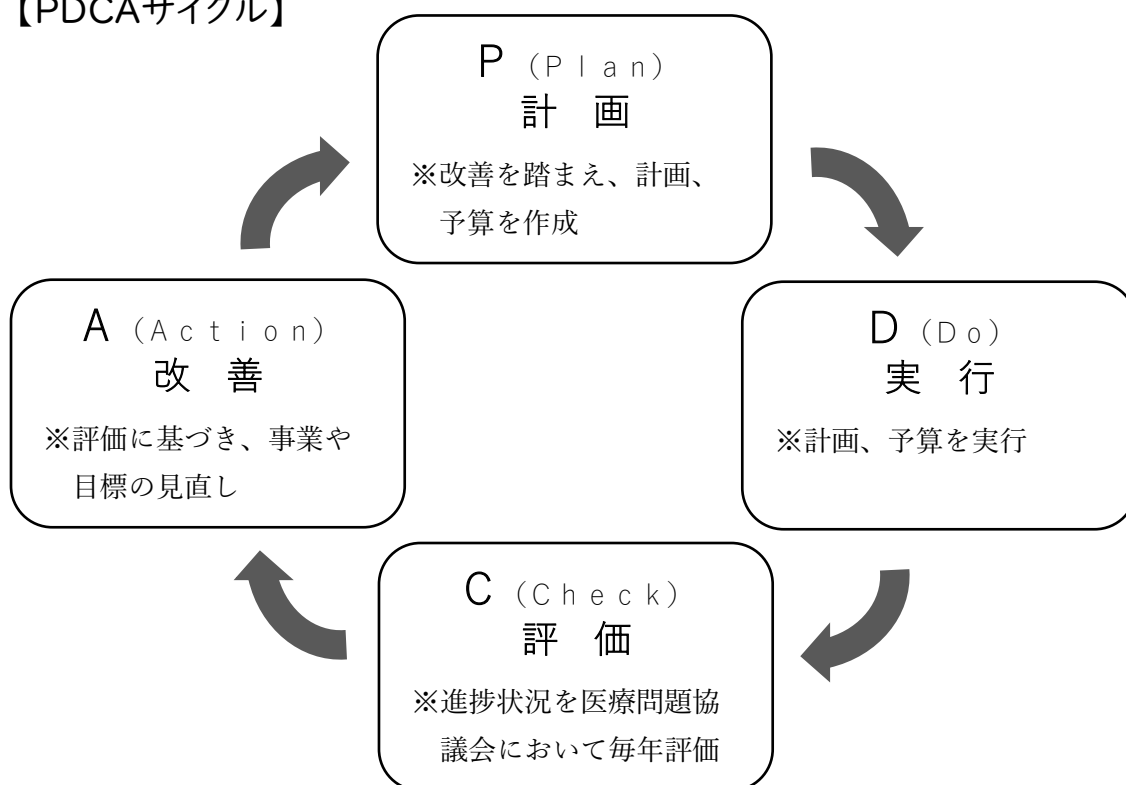 【PDCAサイクル】
P（Plan）
計　画
※改善を踏まえ、計画、
予算を作成
A（Action）
改　善
※評価に基づき、事業や
目標の見直し
D（Do）
実　行
※計画、予算を実行
C（Check）
評　価
※進捗状況を医療問題協
議会において毎年評価